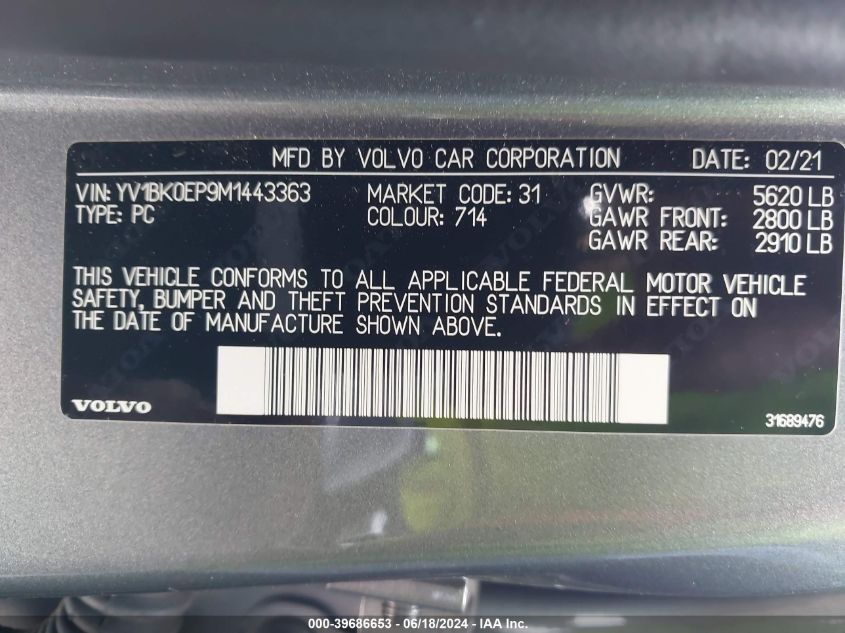 MFD BY VOLVO CAR CORPORATION DATE: 02/21
VIN: YV1BK0EP9M1443363 MARKET CODE: 31 GVWR: 5620 LB
TYPE: PC COLOUR: 714 GAWR FRONT: 2800 LB
GAWR REAR: 2910 LB
THIS VEHICLE CONFORMS TO ALL APPLICABLE FEDERAL MOTOR VEHICLE
SAFETY, BUMPER AND THEFT PREVENTION STANDARDS IN EFFECT ON
THE DATE OF MANUFACTURE SHOWN ABOVE.
VOLVO
31689476
000-39686653 - 06/18/2024 - IAA Inc.